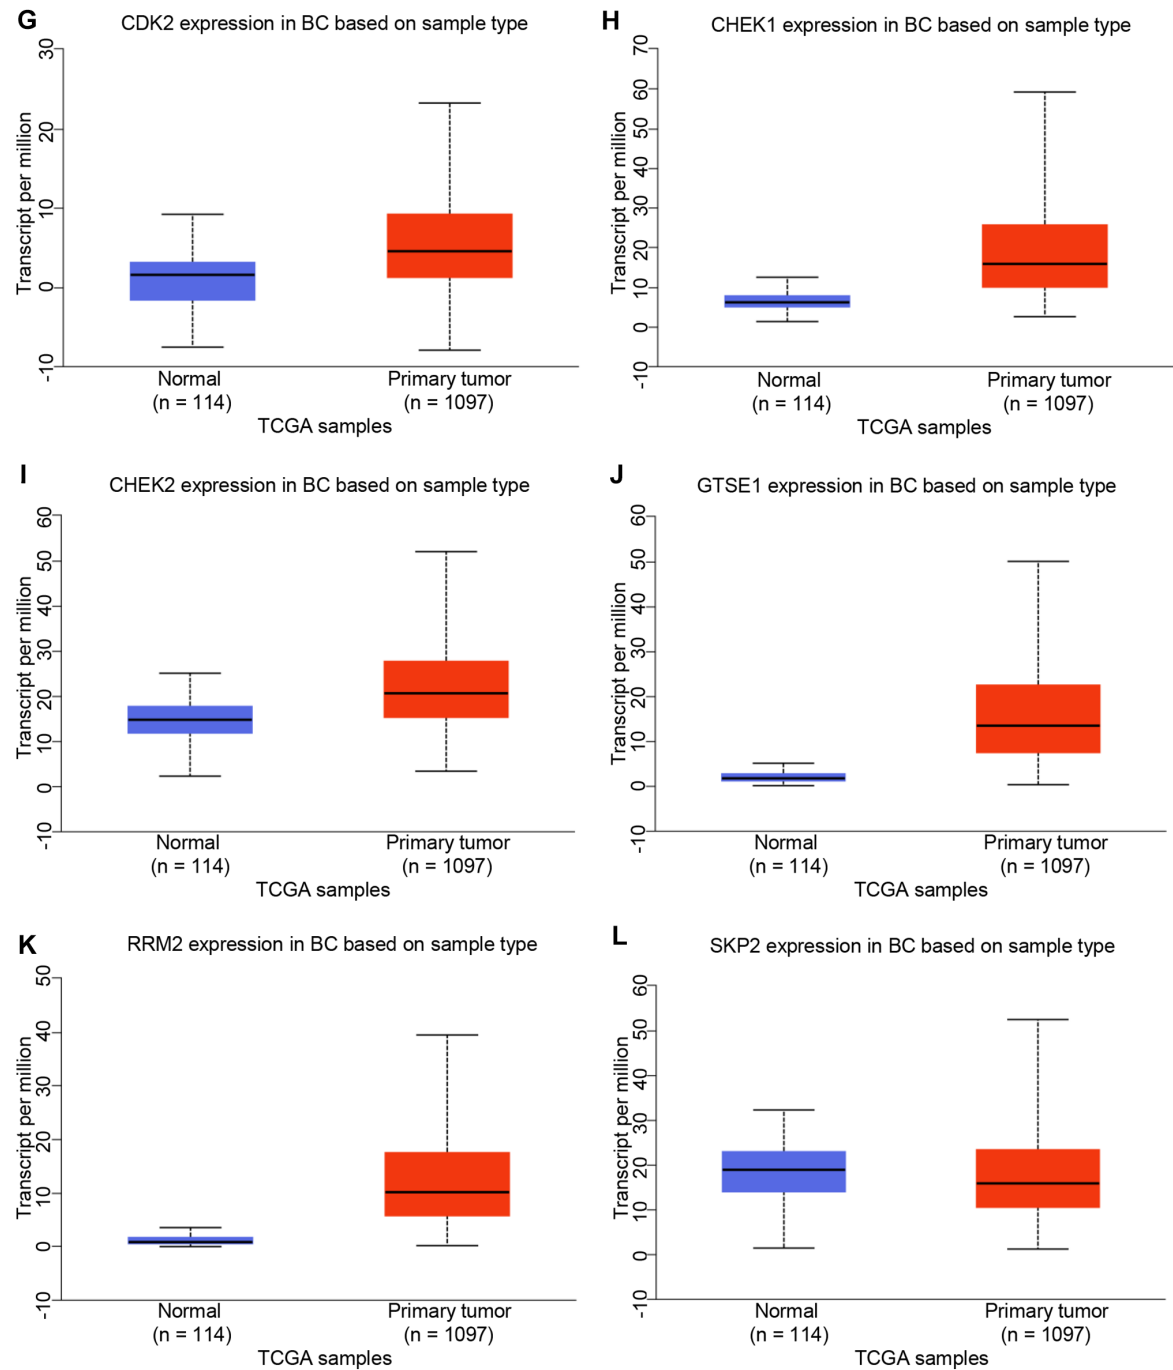 G
CDK2 expression in BC based on sample type
30
20
10
0
-10
Transcript per million
Normal
(n = 114)
Primary tumor
(n = 1097)
TCGA samples
H
CHEK1 expression in BC based on sample type
70
60
50
40
30
20
10
0
-10
Transcript per million
Normal
(n = 114)
Primary tumor
(n = 1097)
TCGA samples
I
CHEK2 expression in BC based on sample type
60
50
40
30
20
10
0
-10
Transcript per million
Normal
(n = 114)
Primary tumor
(n = 1097)
TCGA samples
J
GTSE1 expression in BC based on sample type
60
50
40
30
20
10
0
-10
Transcript per million
Normal
(n = 114)
Primary tumor
(n = 1097)
TCGA samples
K
RRM2 expression in BC based on sample type
50
40
30
20
10
0
-10
Transcript per million
Normal
(n = 114)
Primary tumor
(n = 1097)
TCGA samples
L
SKP2 expression in BC based on sample type
60
50
40
30
20
10
0
-10
Transcript per million
Normal
(n = 114)
Primary tumor
(n = 1097)
TCGA samples